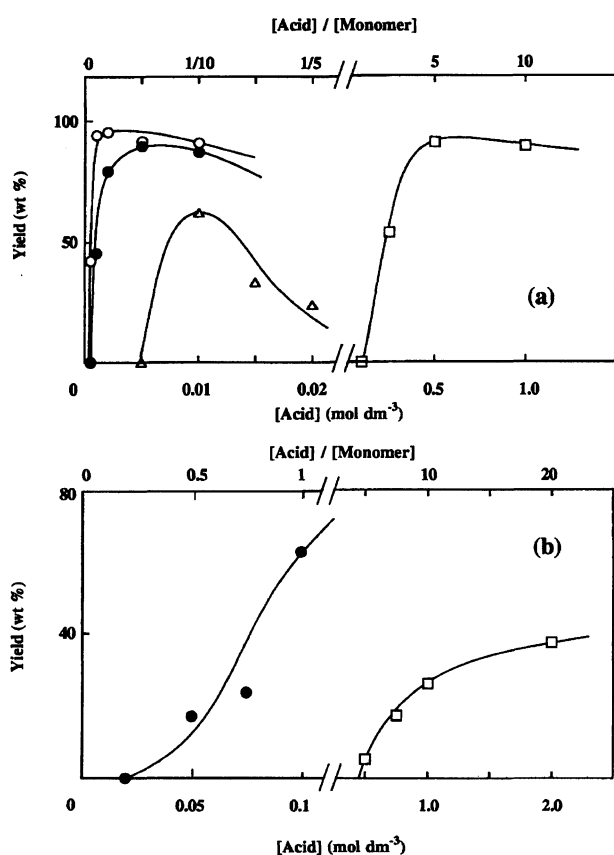 [Acid] / [Monomer]
0 1/10 1/5 5 10
100
50
Yield (wt %)
(a)
0 0.01 0.02 0.5 1.0
[Acid] (mol dm-3)
[Acid] / [Monomer]
0 0.5 1 10 20
80
40
Yield (wt %)
(b)
0 0.05 0.1 1.0 2.0
[Acid] (mol dm-3)